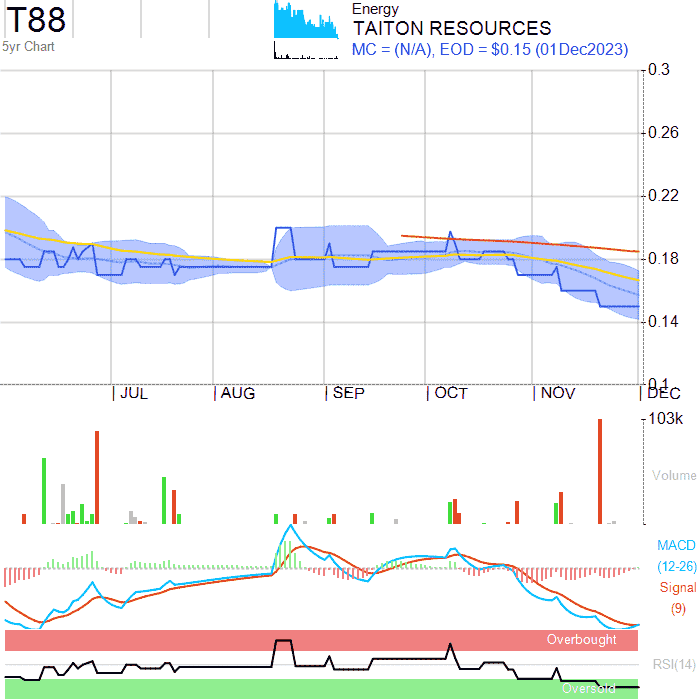 T88
5yr Chart
Energy
TAITON RESOURCES
MC = (N/A), EOD = $0.15 (01Dec2023)
0.3
0.26
0.22
0.18
0.14
0.1
JUL AUG SEP OCT NOV DEC
103k
Volume
MACD
(12-26)
Signal
(9)
Overbought
RSI(14)
Oversold